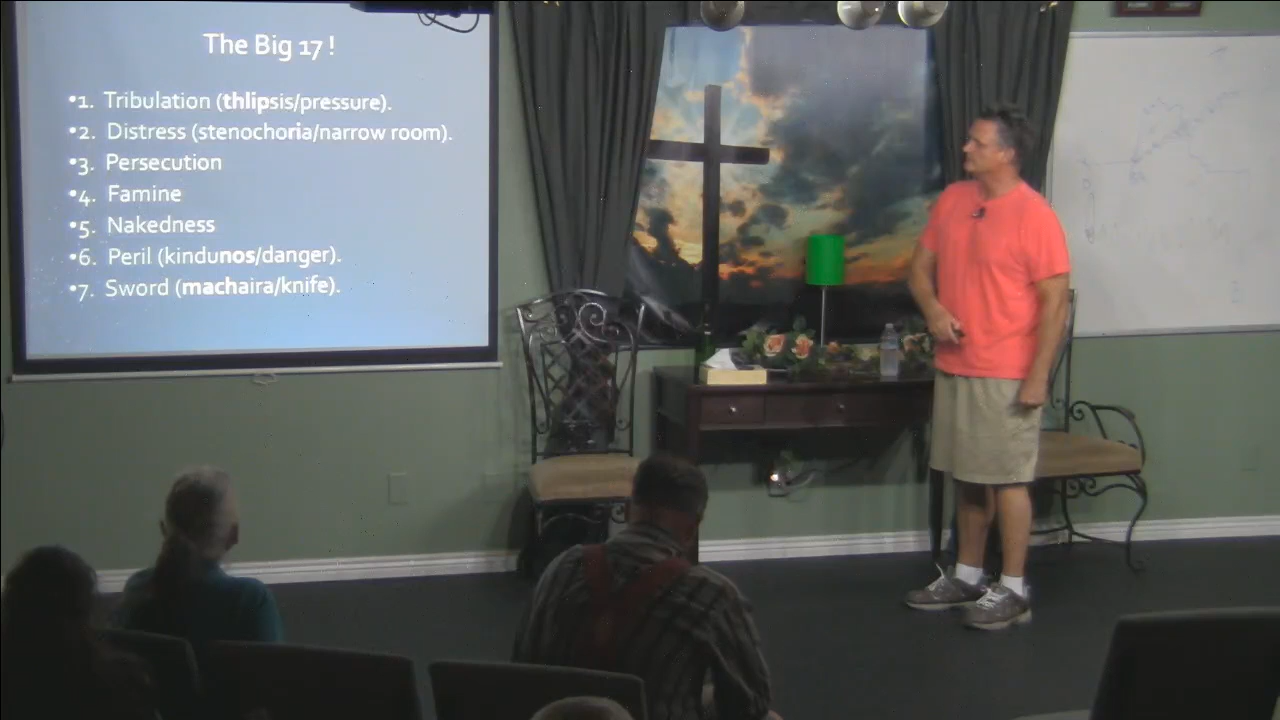 The Big 17 !
•1. Tribulation (thlipsis/pressure).
•2. Distress (stenochoria/narrow room).
•3. Persecution
•4. Famine
•5. Nakedness
•6. Peril (kindunos/danger).
•7. Sword (machaira/knife).